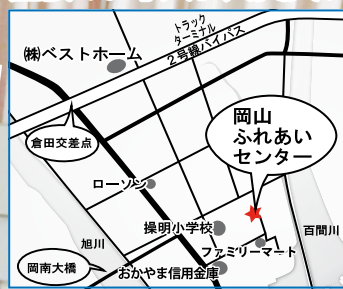 トラック
ターミナル
2号線バイパス
㈱ベストホーム
岡山
ふれあい
センター
倉田交差点
ローソン
操明小学校
旭川
百間川
ファミリーマート
岡南大橋
おかやま信用金庫